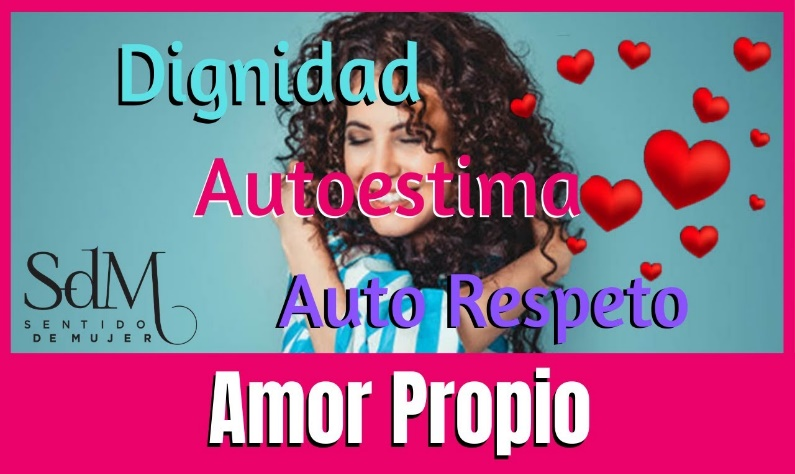 Dignidad
Autoestima
SdM
SENTIDO
DE MUJER
Auto Respeto
Amor Propio